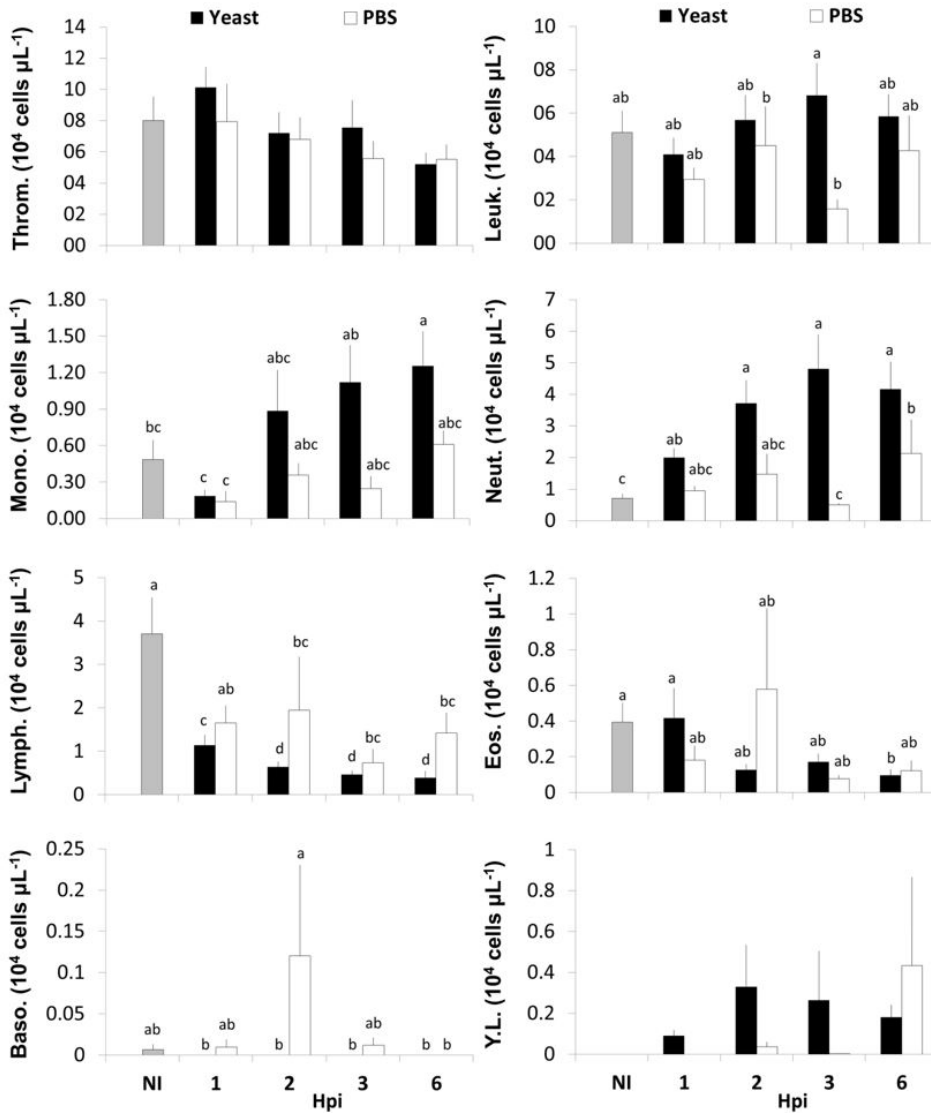 Yeast PBS
Throm. (10⁴ cells µL⁻¹)
14
12
10
08
06
04
02
00
Yeast PBS
Leuk. (10⁴ cells µL⁻¹)
10
08
06
04
02
00
ab ab ab ab b a b ab ab
Mono. (10⁴ cells µL⁻¹)
1.80
1.50
1.20
0.90
0.60
0.30
0.00
bc c c abc abc ab abc a abc
Neut. (10⁴ cells µL⁻¹)
7
6
5
4
3
2
1
0
c ab abc a abc a c a b
Lymph. (10⁴ cells µL⁻¹)
5
4
3
2
1
0
a c ab d bc d bc d bc
Eos. (10⁴ cells µL⁻¹)
1.2
1
0.8
0.6
0.4
0.2
0
a a ab ab ab ab ab b ab
Baso. (10⁴ cells µL⁻¹)
0.25
0.2
0.15
0.1
0.05
0
ab b ab b a b ab b b
NI 1 2 3 6
Hpi
Y.L. (10⁴ cells µL⁻¹)
1
0.8
0.6
0.4
0.2
0
NI 1 2 3 6
Hpi